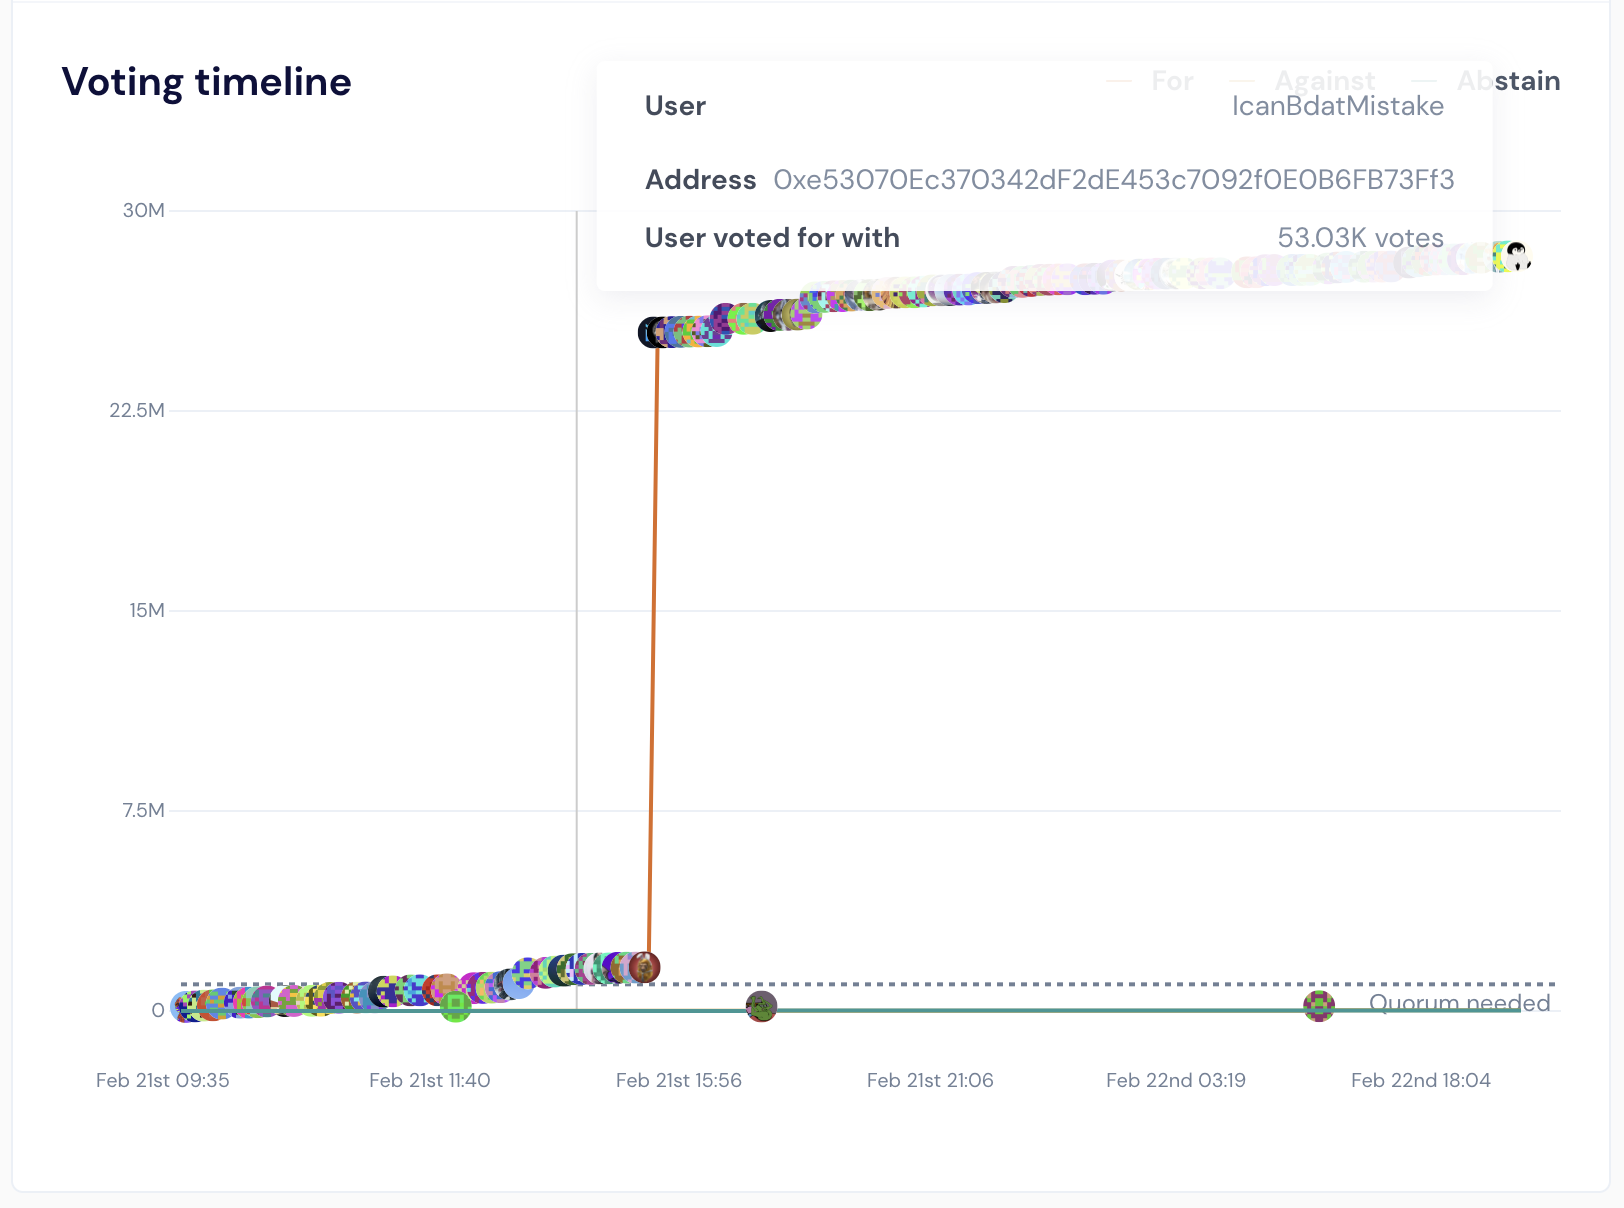 Voting timeline
For Against Abstain
User IcanBdatMistake
Address 0xe53070Ec370342dF2dE453c7092f0E0B6FB73Ff3
User voted for with 53.03K votes
30M
22.5M
15M
7.5M
0
Quorum needed
Feb 21st 09:35 Feb 21st 11:40 Feb 21st 15:56 Feb 21st 21:06 Feb 22nd 03:19 Feb 22nd 18:04